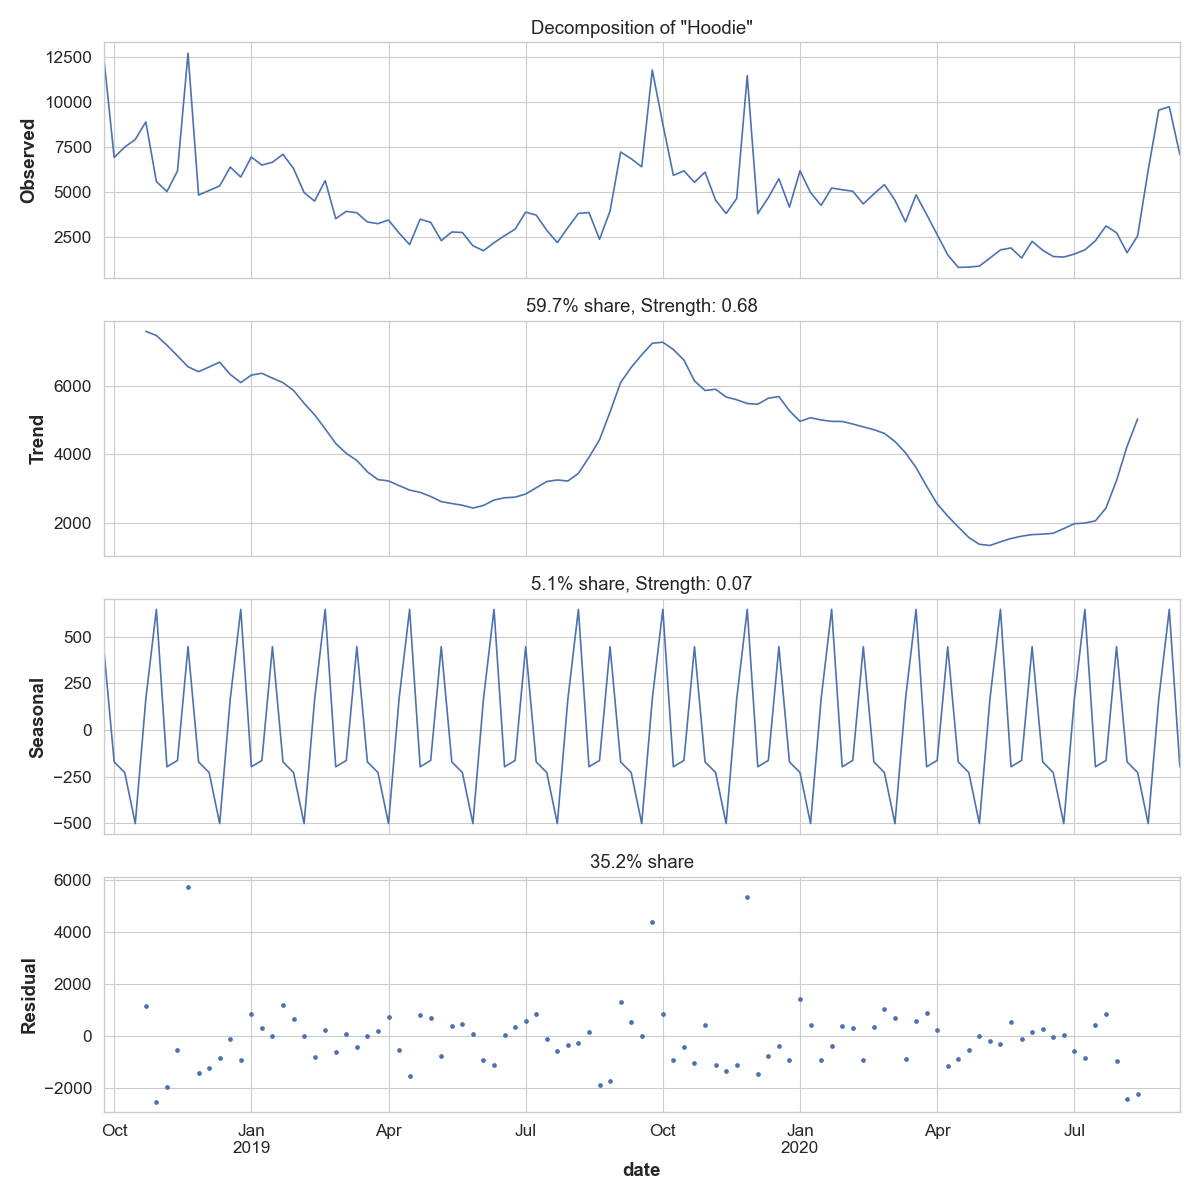 Decomposition of "Hoodie"
12500
10000
7500
5000
2500
Observed
59.7% share, Strength: 0.68
6000
4000
2000
Trend
5.1% share, Strength: 0.07
500
250
0
−250
−500
Seasonal
35.2% share
6000
4000
2000
0
−2000
Residual
Oct Jan Apr Jul Oct Jan Apr Jul
2019 2020
date